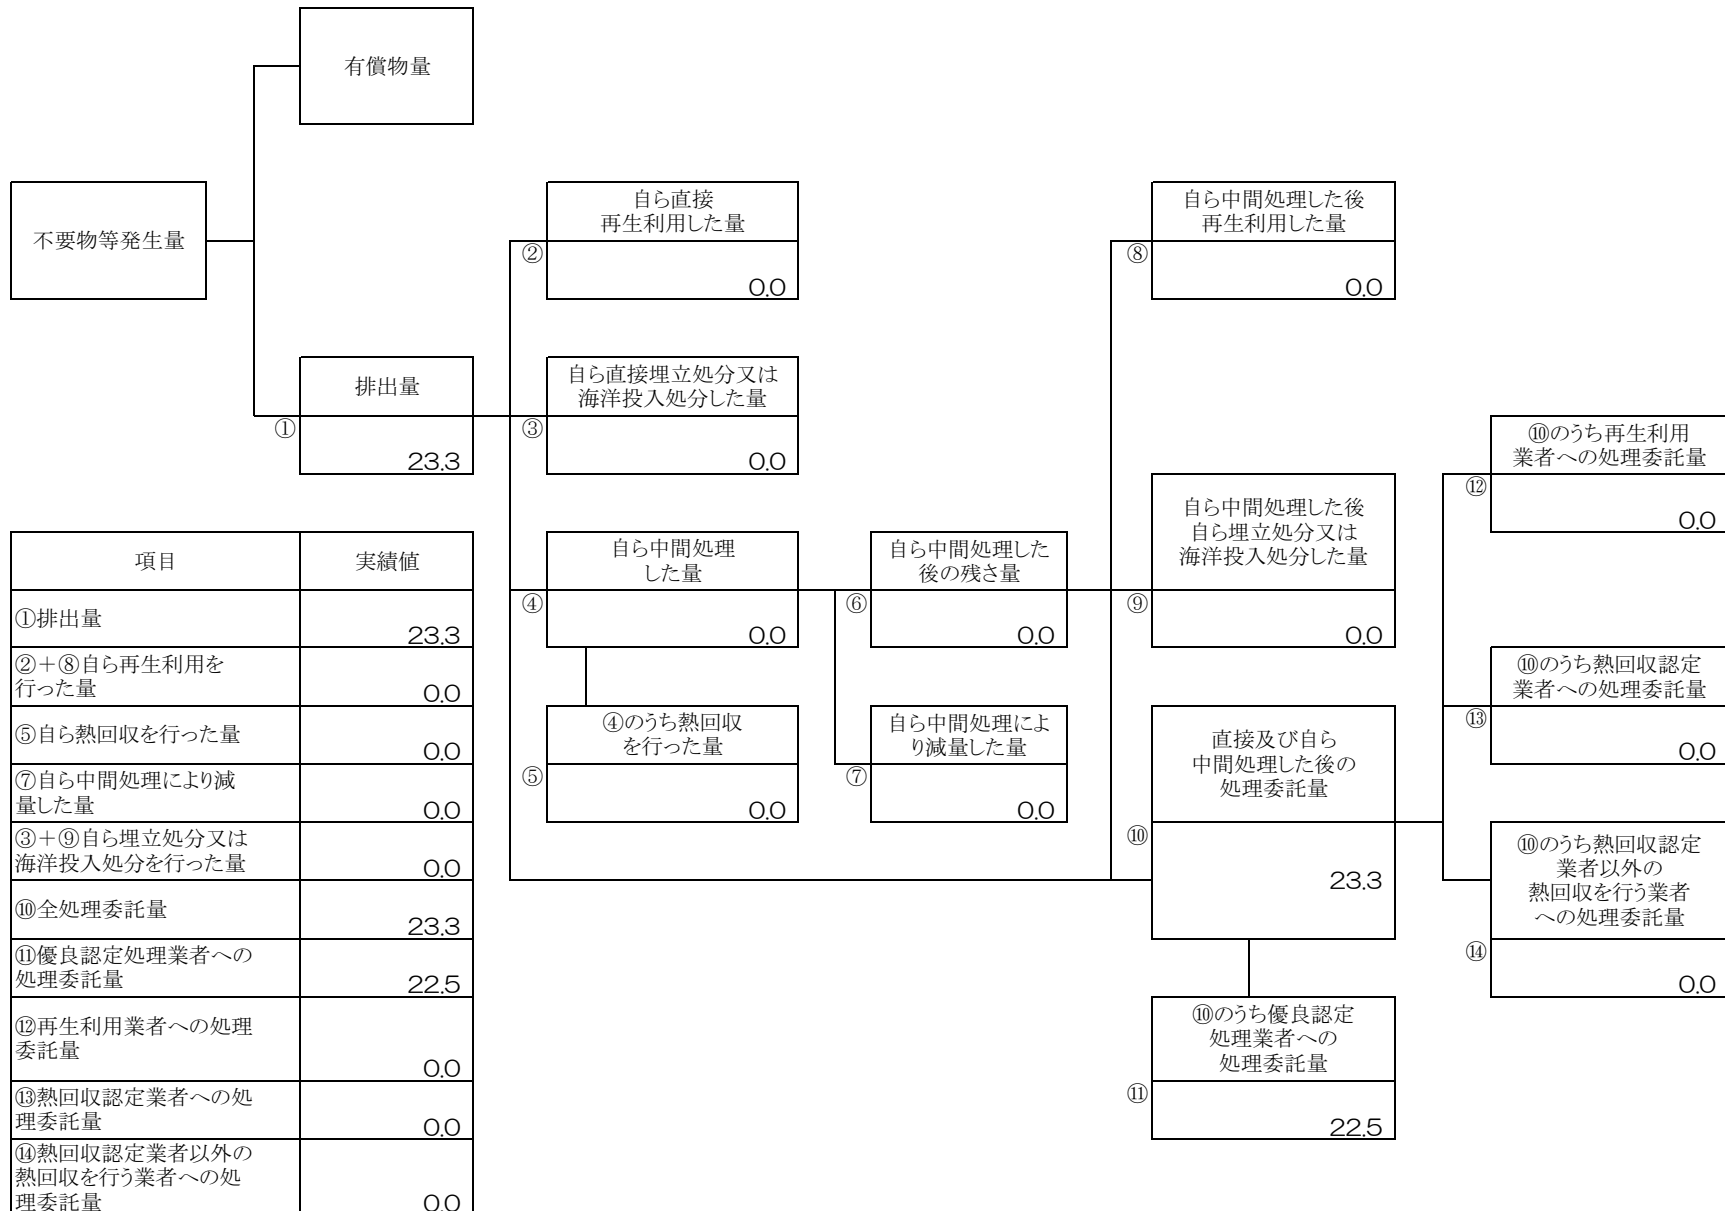 有償物量
不要物等発生量
自ら直接
再生利用した量
②
0.0
自ら中間処理した後
再生利用した量
⑧
0.0
排出量
①
23.3
自ら直接埋立処分又は
海洋投入処分した量
③
0.0
⑩のうち再生利用
業者への処理委託量
⑫
0.0
自ら中間処理した後
自ら埋立処分又は
海洋投入処分した量
⑨
0.0
自ら中間処理
した量
④
0.0
自ら中間処理した
後の残さ量
⑥
0.0
⑩のうち熱回収認定
業者への処理委託量
⑬
0.0
④のうち熱回収
を行った量
⑤
0.0
自ら中間処理によ
り減量した量
⑦
0.0
直接及び自ら
中間処理した後の
処理委託量
⑩
23.3
⑩のうち熱回収認定
業者以外の
熱回収を行う業者
への処理委託量
⑭
0.0
⑩のうち優良認定
処理業者への
処理委託量
⑪
22.5
項目 実績値
①排出量
23.3
②+⑧自ら再生利用を
行った量
0.0
⑤自ら熱回収を行った量
0.0
⑦自ら中間処理により減
量した量
0.0
③+⑨自ら埋立処分又は
海洋投入処分を行った量
0.0
⑩全処理委託量
23.3
⑪優良認定処理業者への
処理委託量
22.5
⑫再生利用業者への処理
委託量
0.0
⑬熱回収認定業者への処
理委託量
0.0
⑭熱回収認定業者以外の
熱回収を行う業者への処
理委託量
0.0